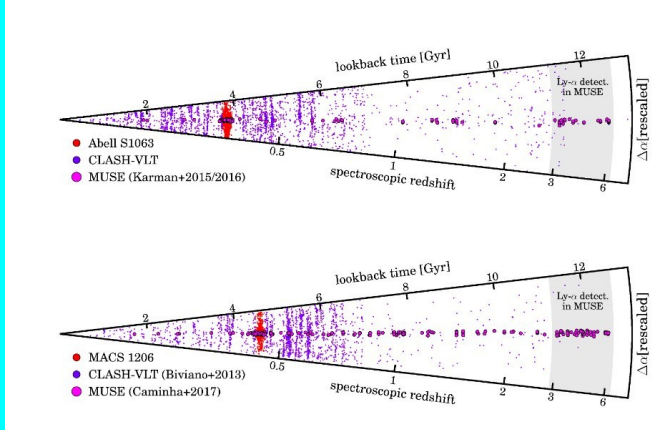 lookback time [Gyr]
2 4 6 8 10 12
Ly-α detect.
in MUSE
Δα[rescaled]
Abell S1063
CLASH-VLT
MUSE (Karman+2015/2016)
0.5 1 2 3 6
spectroscopic redshift
lookback time [Gyr]
2 4 6 8 10 12
Ly-α detect.
in MUSE
Δα[rescaled]
MACS 1206
CLASH-VLT (Biviano+2013)
MUSE (Caminha+2017)
0.5 1 2 3 6
spectroscopic redshift